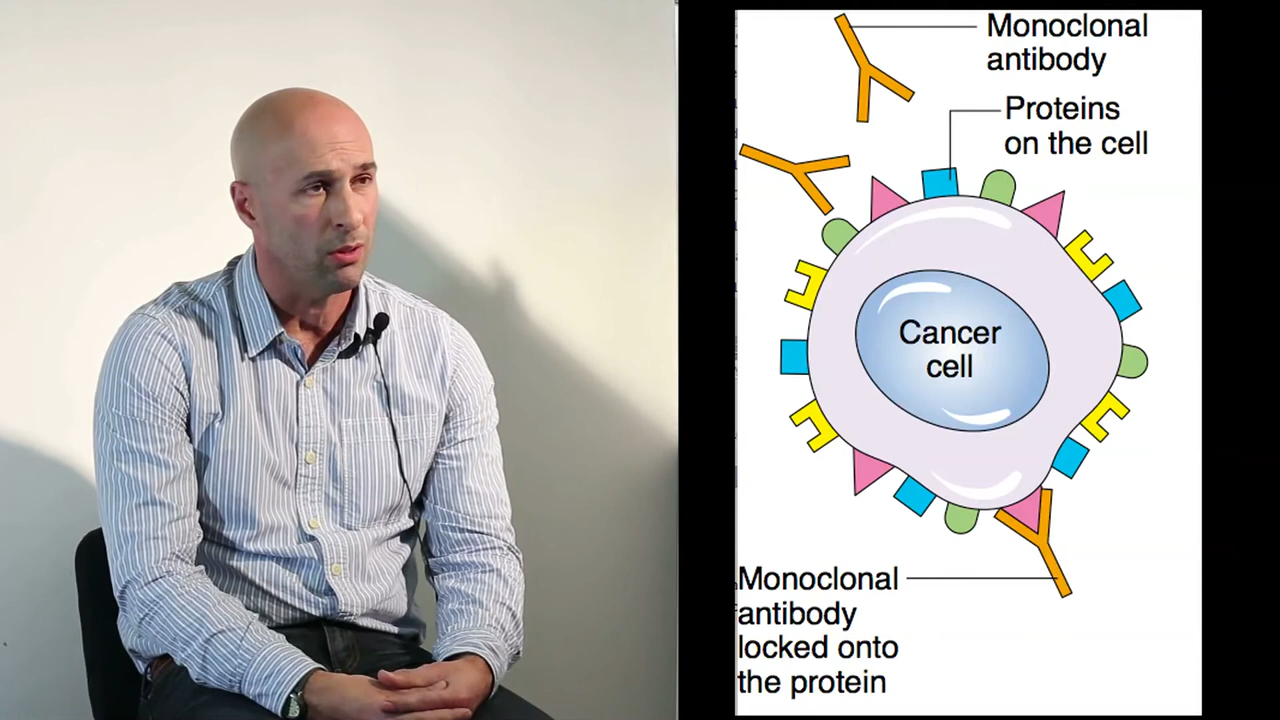 Monoclonal
antibody
Proteins
on the cell
Cancer
cell
Monoclonal
antibody
locked onto
the protein